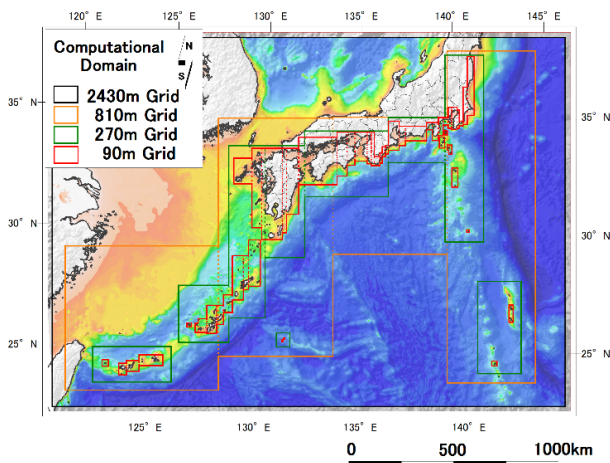 120° E 125° E 130° E 135° E 140° E 145° E
Computational
Domain
N
S
2430m Grid
810m Grid
270m Grid
90m Grid
35° N
30° N
25° N
35° N
30° N
25° N
125° E 130° E 135° E 140° E
0 500 1000km